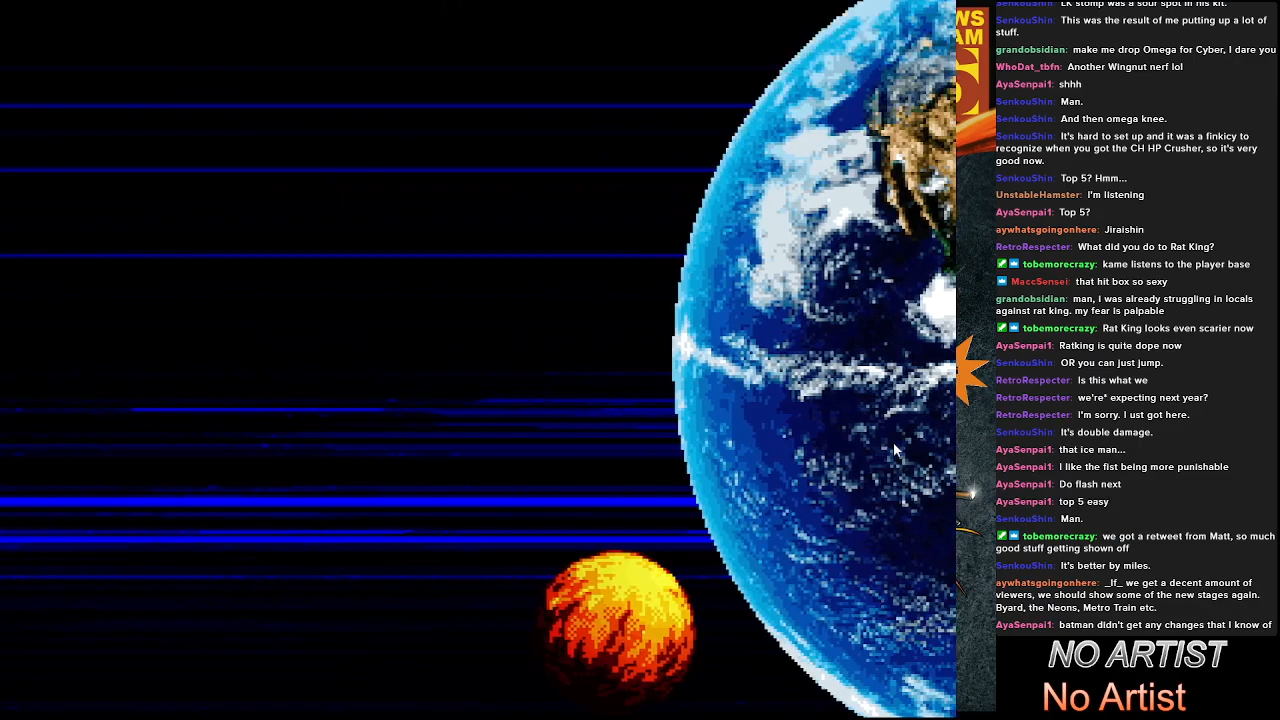 WS
AM
SenkouShin: LK stomp was a sour spot in his kit.
SenkouShin: This was the result of me putting up a lot of
stuff.
grandobsidian: make me drop Omega for Cyber, I dare you
WhoDat_tbfn: Another Wingnut nerf lol
AyaSenpai1: shhh
SenkouShin: Man.
SenkouShin: And then omega knee.
SenkouShin: It's hard to set up and it was a finkicy to
recognize when you got the CH HP Crusher, so it's very
good now.
SenkouShin: Top 5? Hmm...
UnstableHamster: I'm listening
AyaSenpai1: Top 5?
aywhatsgoingonhere: Jiraishin
RetroRespecter: What did you do to Rat King?
tobemorecrazy: kame listens to the player base
MaccSensei: that hit box so sexy
grandobsidian: man, I was already struggling in locals
against rat king. my fear is palpable
tobemorecrazy: Rat King looks even scarier now
AyaSenpai1: Ratking is quite dope now
SenkouShin: OR you can just jump.
RetroRespecter: Is this what we
RetroRespecter: we're* expecting next year?
RetroRespecter: I'm sorry. I ust got here.
SenkouShin: It's double damage.
AyaSenpai1: that ice man...
AyaSenpai1: I like the fist being more punishable
AyaSenpai1: Do flash next
AyaSenpai1: top 5 easy
SenkouShin: Man.
tobemorecrazy: we got a retweet from Matt, so much
good stuff getting shown off
SenkouShin: It's better by miles.
aywhatsgoingonhere: _If_ we get a decent amount of
viewers, we should show some of the new stages again.
Byard, the Neons, Metro Train etc.
AyaSenpai1: batman didn't get any changes that I know of
NO ARTIST
No Artist